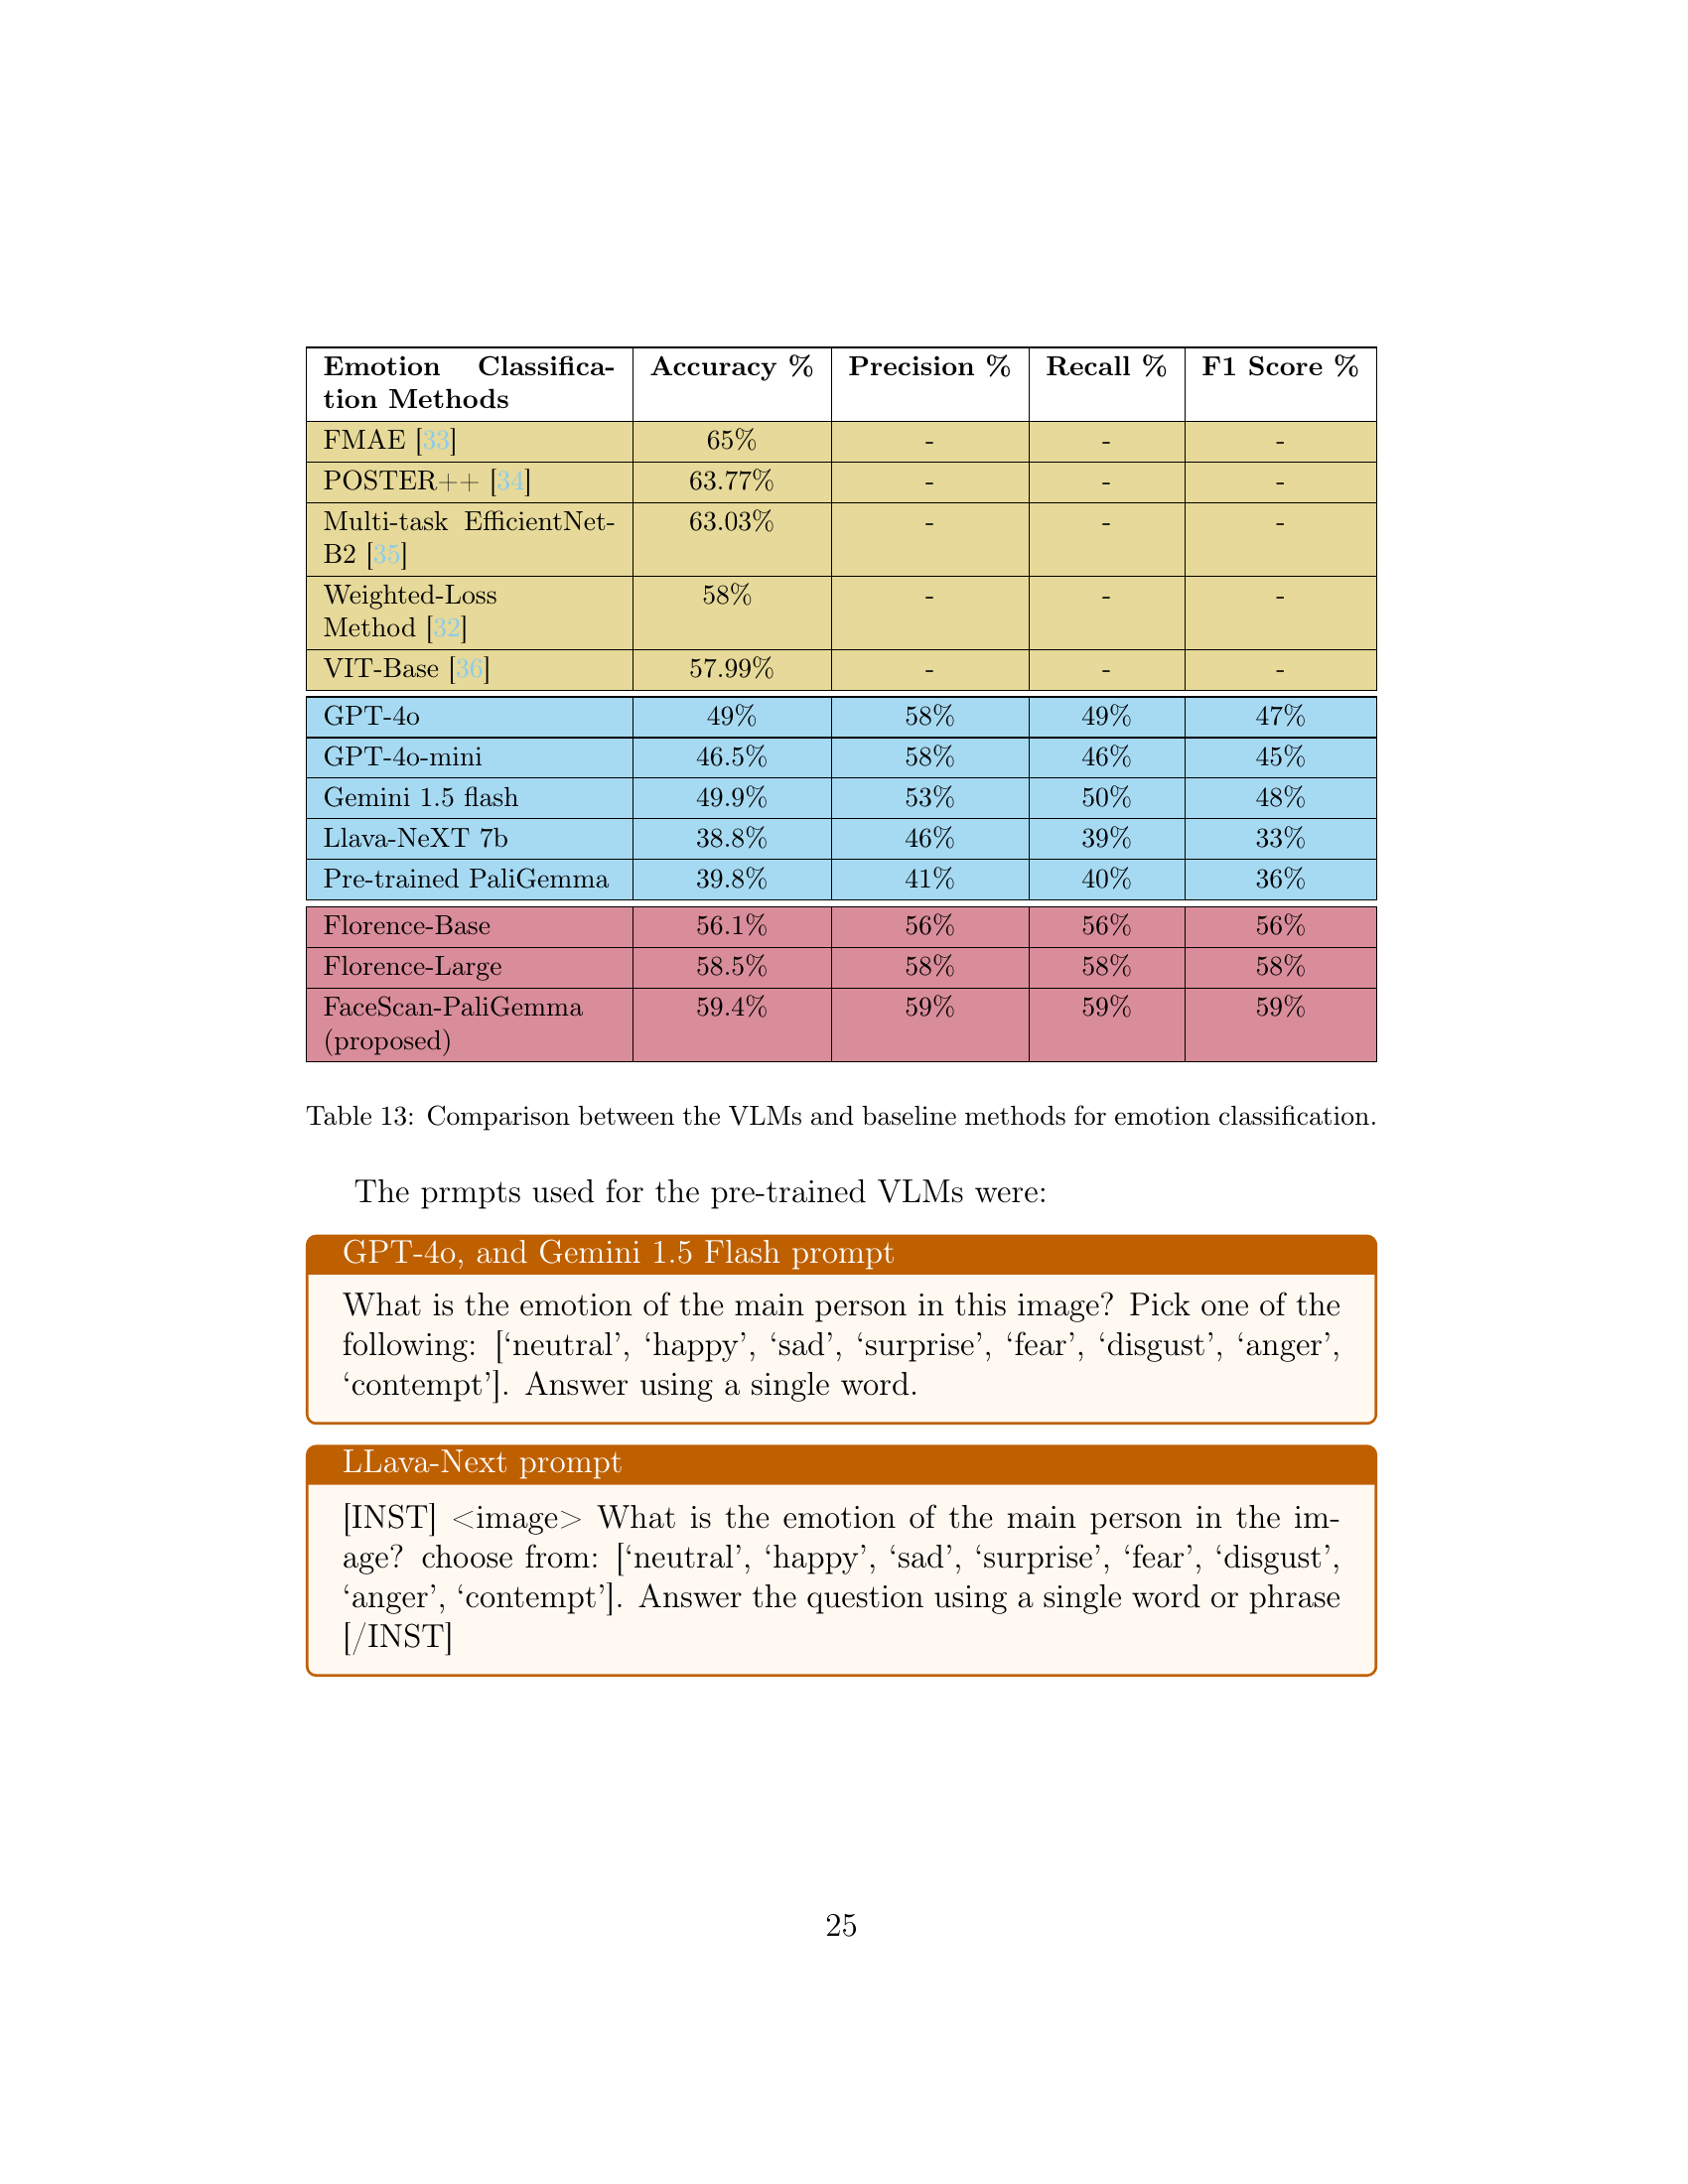 Emotion Classifica- Accuracy % Precision % Recall % F1 Score %
tion Methods
FMAE [33] 65% - - -
POSTER++ [34] 63.77% - - -
Multi-task EfficientNet- 63.03% - - -
B2 [35]
Weighted-Loss 58% - - -
Method [32]
VIT-Base [36] 57.99% - - -
GPT-4o 49% 58% 49% 47%
GPT-4o-mini 46.5% 58% 46% 45%
Gemini 1.5 flash 49.9% 53% 50% 48%
Llava-NeXT 7b 38.8% 46% 39% 33%
Pre-trained PaliGemma 39.8% 41% 40% 36%
Florence-Base 56.1% 56% 56% 56%
Florence-Large 58.5% 58% 58% 58%
FaceScan-PaliGemma 59.4% 59% 59% 59%
(proposed)
Table 13: Comparison between the VLMs and baseline methods for emotion classification.
The prmpts used for the pre-trained VLMs were:
GPT-4o, and Gemini 1.5 Flash prompt
What is the emotion of the main person in this image? Pick one of the
following: [‘neutral’, ‘happy’, ‘sad’, ‘surprise’, ‘fear’, ‘disgust’, ‘anger’,
‘contempt’]. Answer using a single word.
LLava-Next prompt
[INST] <image> What is the emotion of the main person in the im-
age? choose from: [‘neutral’, ‘happy’, ‘sad’, ‘surprise’, ‘fear’, ‘disgust’,
‘anger’, ‘contempt’]. Answer the question using a single word or phrase
[/INST]
25